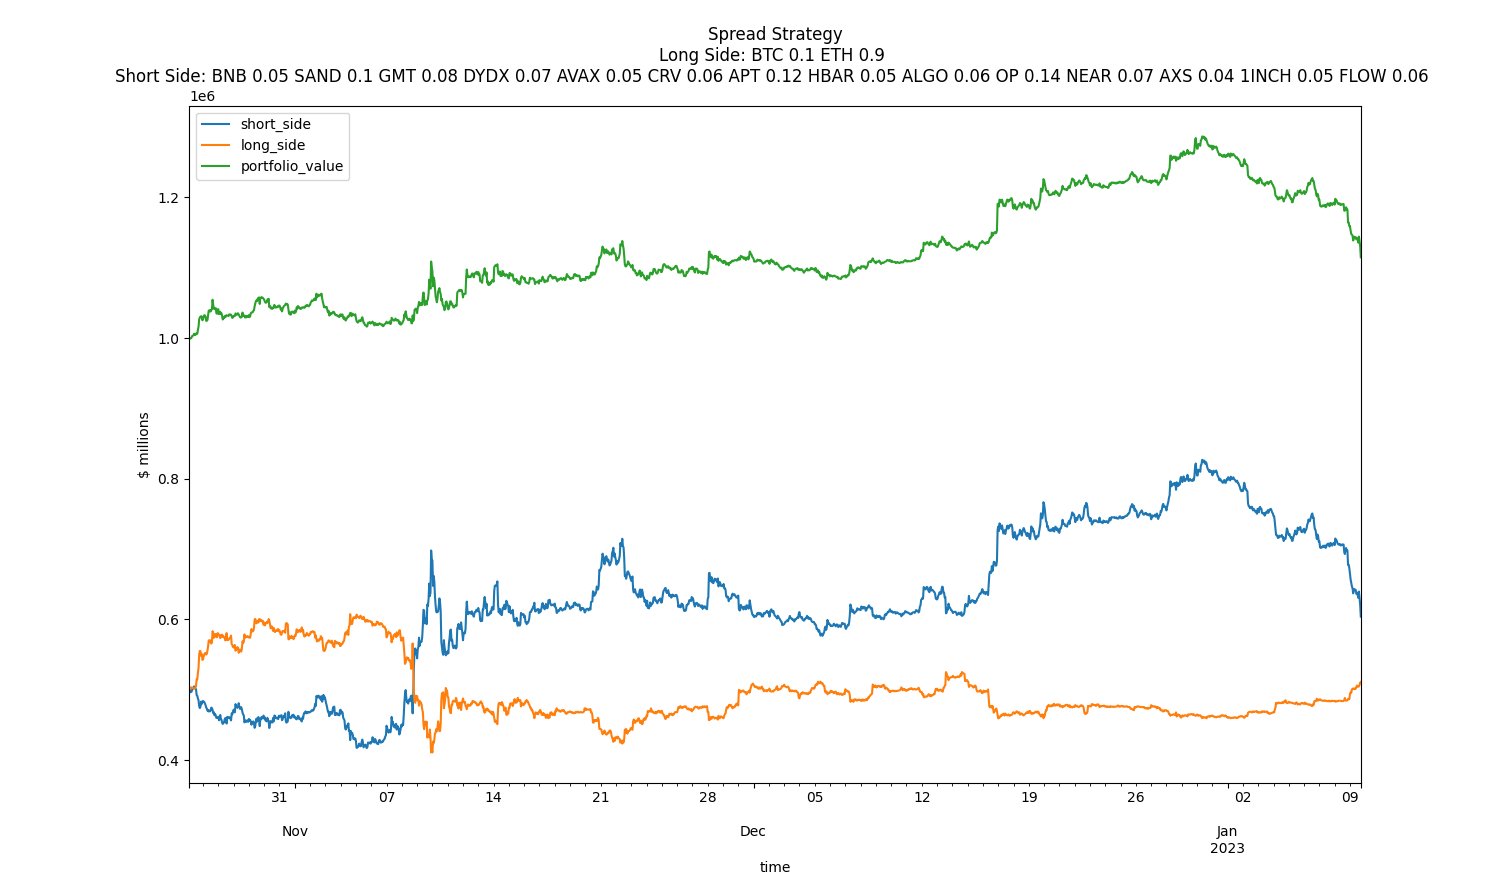 Spread Strategy
Long Side: BTC 0.1 ETH 0.9
Short Side: BNB 0.05 SAND 0.1 GMT 0.08 DYDX 0.07 AVAX 0.05 CRV 0.06 APT 0.12 HBAR 0.05 ALGO 0.06 OP 0.14 NEAR 0.07 AXS 0.04 1INCH 0.05 FLOW 0.06
1e6
short_side
long_side
portfolio_value
1.2
1.0
0.8
0.6
0.4
$ millions
31 07 14 21 28 05 12 19 26 02 09
Nov Dec Jan
2023
time